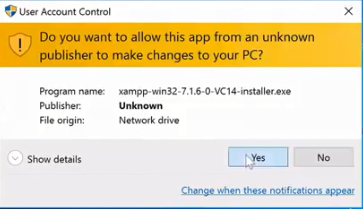 User Account Control
Do you want to allow this app from an unknown
publisher to make changes to your PC?
Program name: xampp-win32-7.1.6-0-VC14-installer.exe
Publisher: Unknown
File origin: Network drive
Show details
Yes
No
Change when these notifications appear